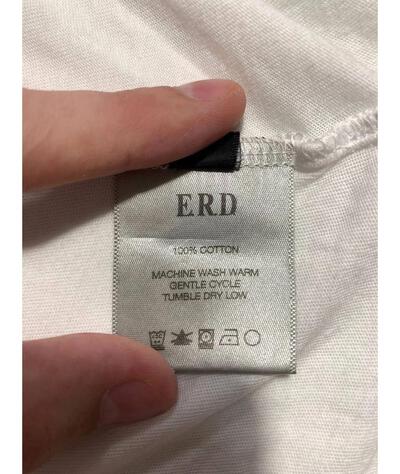 ERD
100% COTTON
MACHINE WASH WARM
GENTLE CYCLE
TUMBLE DRY LOW